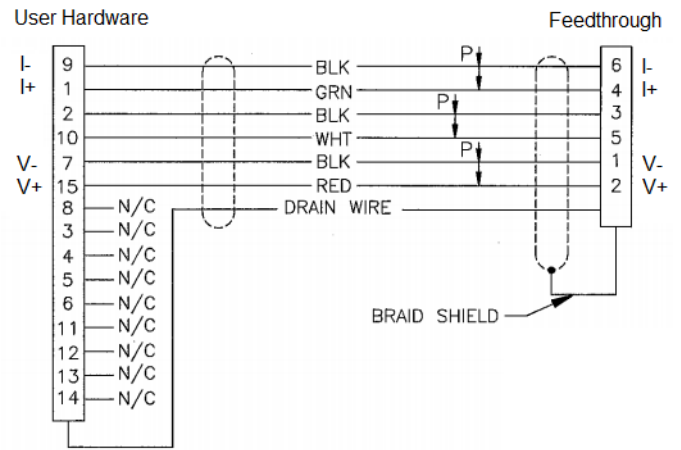 User Hardware
Feedthrough
I- 9 BLK P 6 I-
I+ 1 GRN 4 I+
2 BLK P 3
10 WHT 5
V- 7 BLK P 1 V-
V+ 15 RED 2 V+
8 N/C DRAIN WIRE
3 N/C
4 N/C
5 N/C
6 N/C
11 N/C
12 N/C
13 N/C
14 N/C
BRAID SHIELD